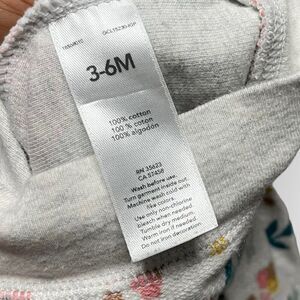 3-6M
100% cotton
100% coton
100% algodón
RN 35623
CA 57458
Wash before use.
Turn garment inside out.
Machine wash cold with
like colors.
Use only non-chlorine
bleach when needed.
Tumble dry medium.
Warm iron if needed.
Do not iron decoration